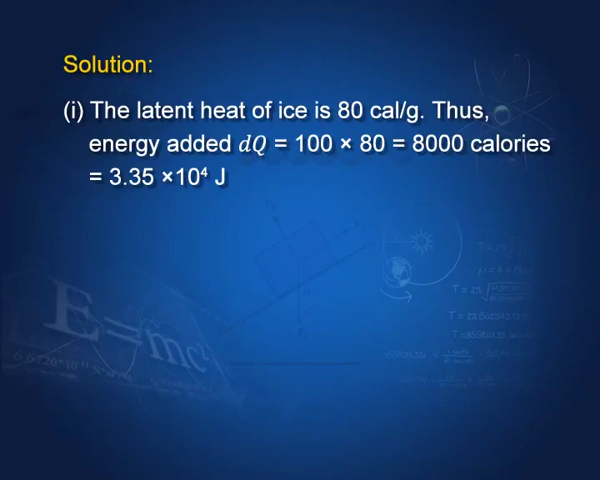 Solution:
(i) The latent heat of ice is 80 cal/g. Thus,
energy added dQ = 100 × 80 = 8000 calories
= 3.35 ×10⁴ J
E=mc²